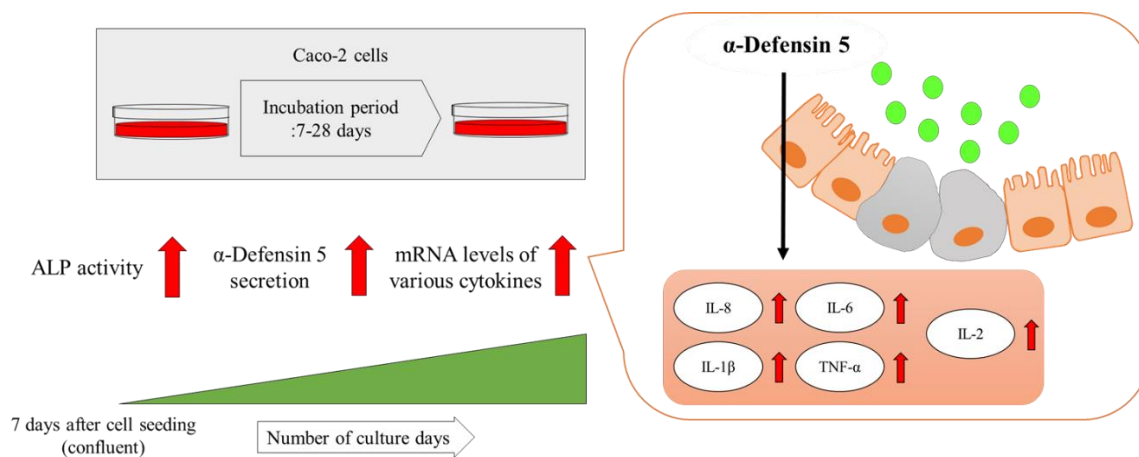 Caco-2 cells
Incubation period
:7-28 days
ALP activity
α-Defensin 5
secretion
mRNA levels of
various cytokines
7 days after cell seeding
(confluent)
Number of culture days
α-Defensin 5
IL-8
IL-6
IL-2
IL-1β
TNF-α